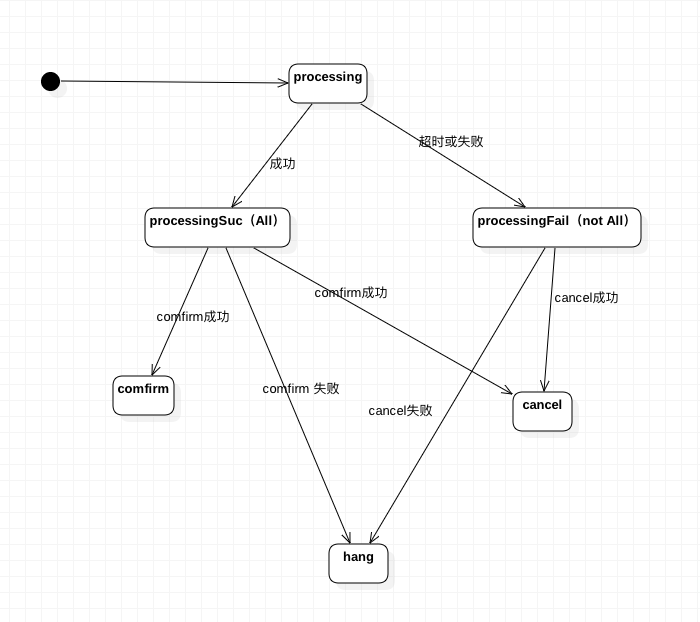 processing
超时或失败
成功
processingSuc（All）
processingFail（not All）
comfirm成功
cancel成功
comfirm成功
comfirm
comfirm 失败
cancel失败
cancel
hang